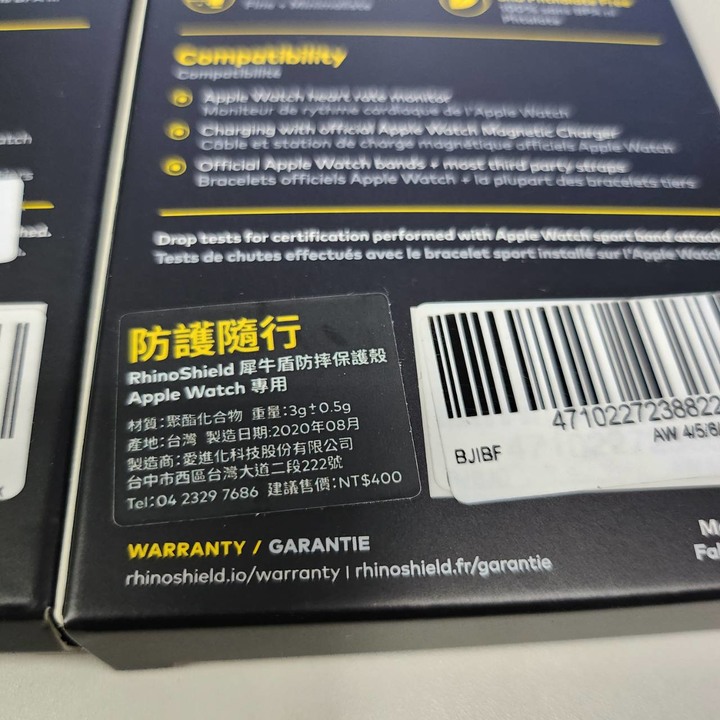 Compatibility
Compatibilité
Apple Watch heart rate monitor
Moniteur de rythme cardiaque de l'Apple Watch
Charging with official Apple Watch Magnetic Charger
Câble et station de charge magnétique officiels Apple Watch
Official Apple Watch bands + most third party straps
Bracelets officiels Apple Watch + la plupart des bracelets tiers
Drop tests for certification performed with Apple Watch sport band attach
Tests de chutes effectués avec le bracelet sport installé sur l'Apple Watch
防護隨行
RhinoShield 犀牛盾防摔保護殼
Apple Watch 專用
材質：聚酯化合物 重量：3g±0.5g
產地：台灣 製造日期:2020年08月
製造商：愛進化科技股份有限公司
台中市西區台灣大道二段222號
Tel：04 2329 7686 建議售價：NT$400
4710227238822
AW 4/5/6/
BJIBF
WARRANTY / GARANTIE
rhinoshield.io/warranty | rhinoshield.fr/garantie